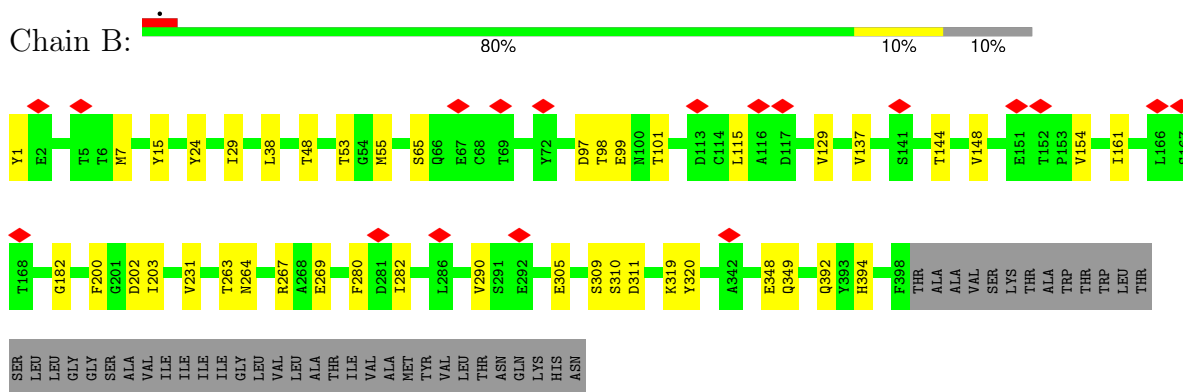 Chain B:
80% 10% 10%
Y1 E2 T5 T6 M7 Y15 Y24 I29 L38 T48 T53 G54 M55 S65 Q66 E67 C68 T69 Y72 D97 T98 E99 N100 T101 D113 C114 L115 A116 D117 V129 V137 S141 T144 V148 E151 T152 P153 V154 I161 L166
T168 G182 F200 G201 D202 I203 V231 T263 N264 R267 A268 E269 F280 D281 I282 L286 V290 S291 E292 E305 S309 S310 D311 K319 Y320 A342 E348 Q349 Q392 Y393 H394 F398 THR ALA ALA VAL SER LYS THR ALA TRP THR TRP LEU THR
SER LEU LEU GLY GLY SER ALA VAL ILE ILE ILE ILE GLY LEU VAL LEU ALA THR ILE VAL ALA MET TYR VAL LEU THR ASN GLN LYS HIS ASN